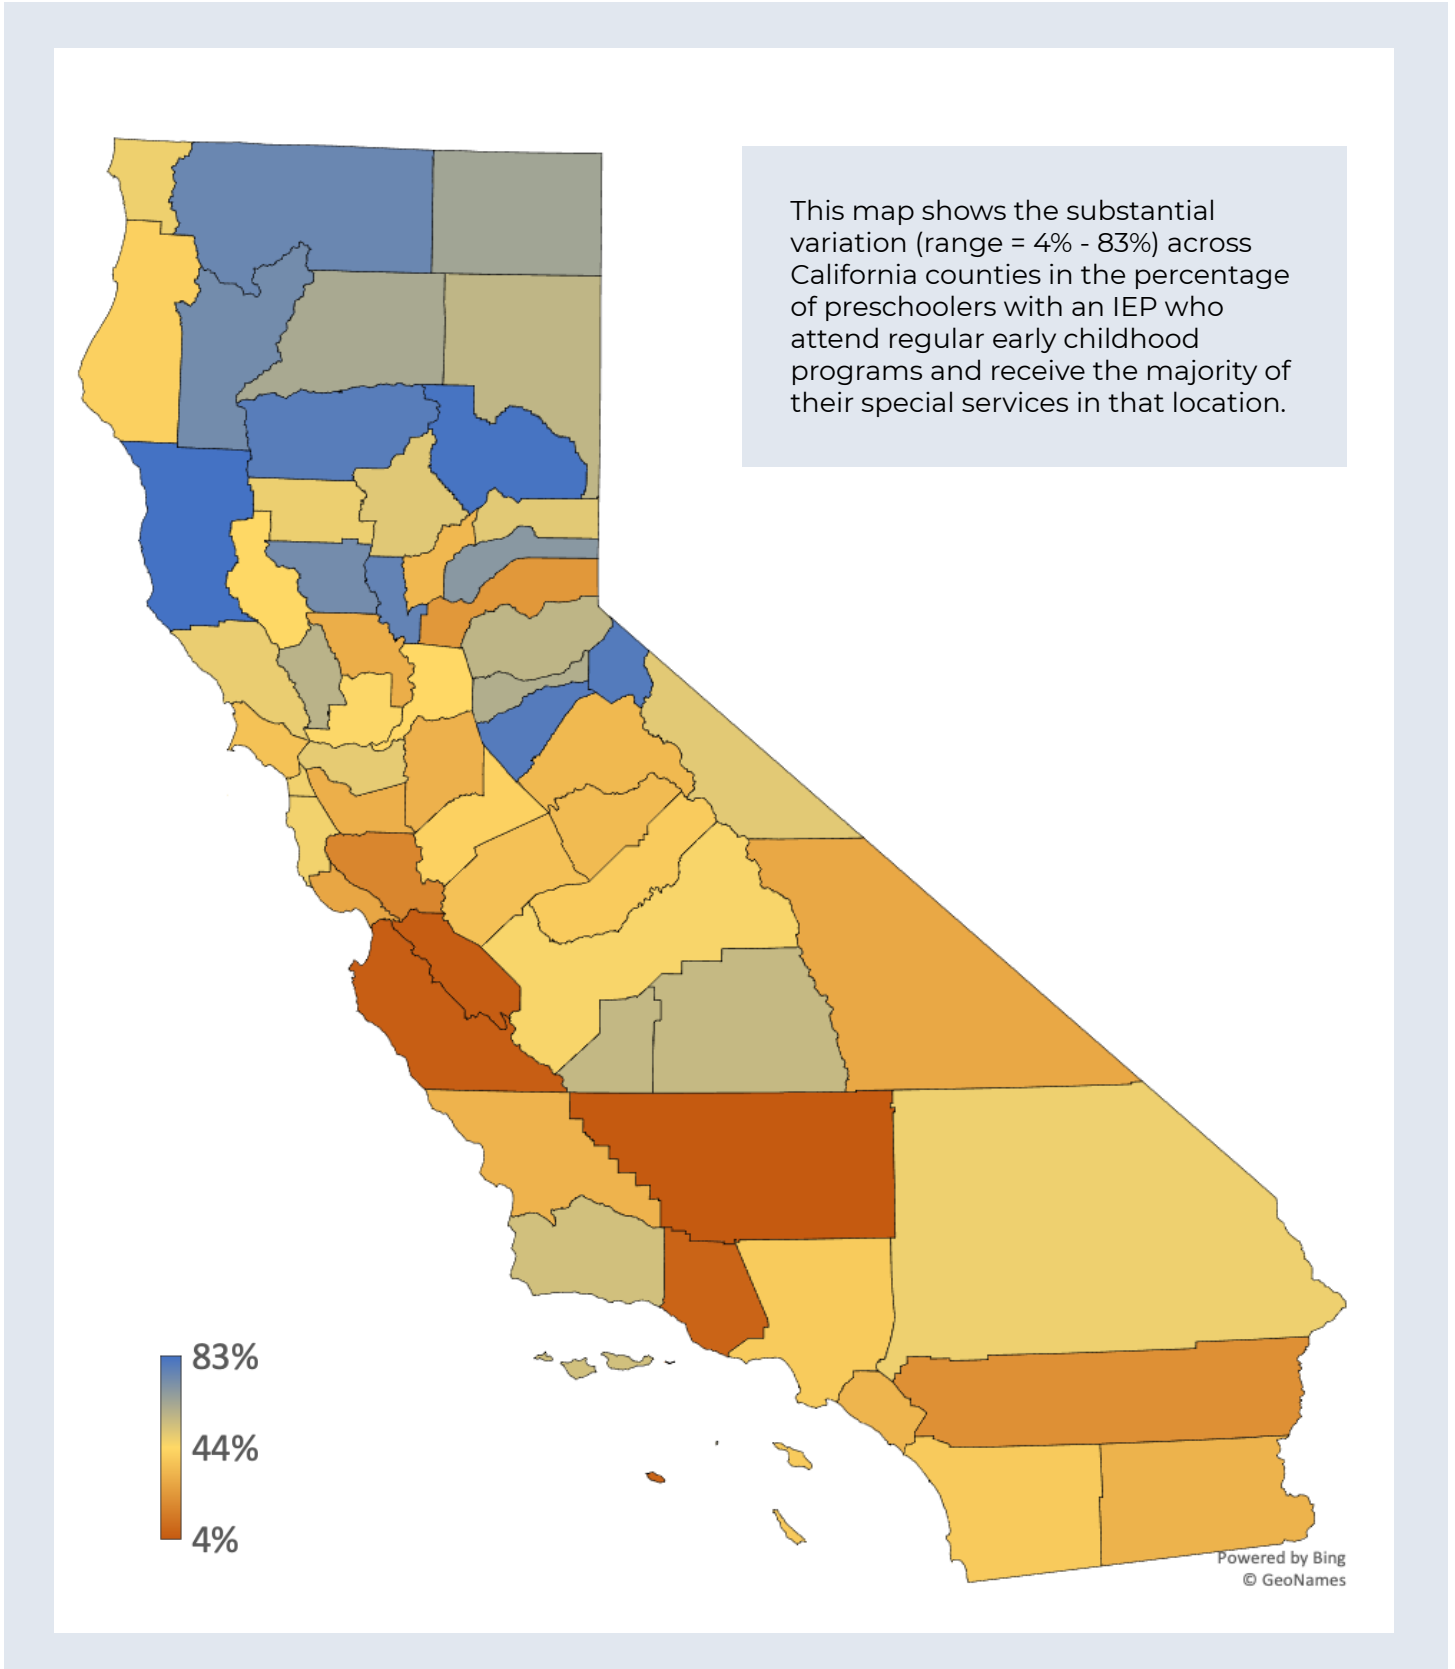 This map shows the substantial
variation (range = 4% - 83%) across
California counties in the percentage
of preschoolers with an IEP who
attend regular early childhood
programs and receive the majority of
their special services in that location.
83%
44%
4%
Powered by Bing
© GeoNames